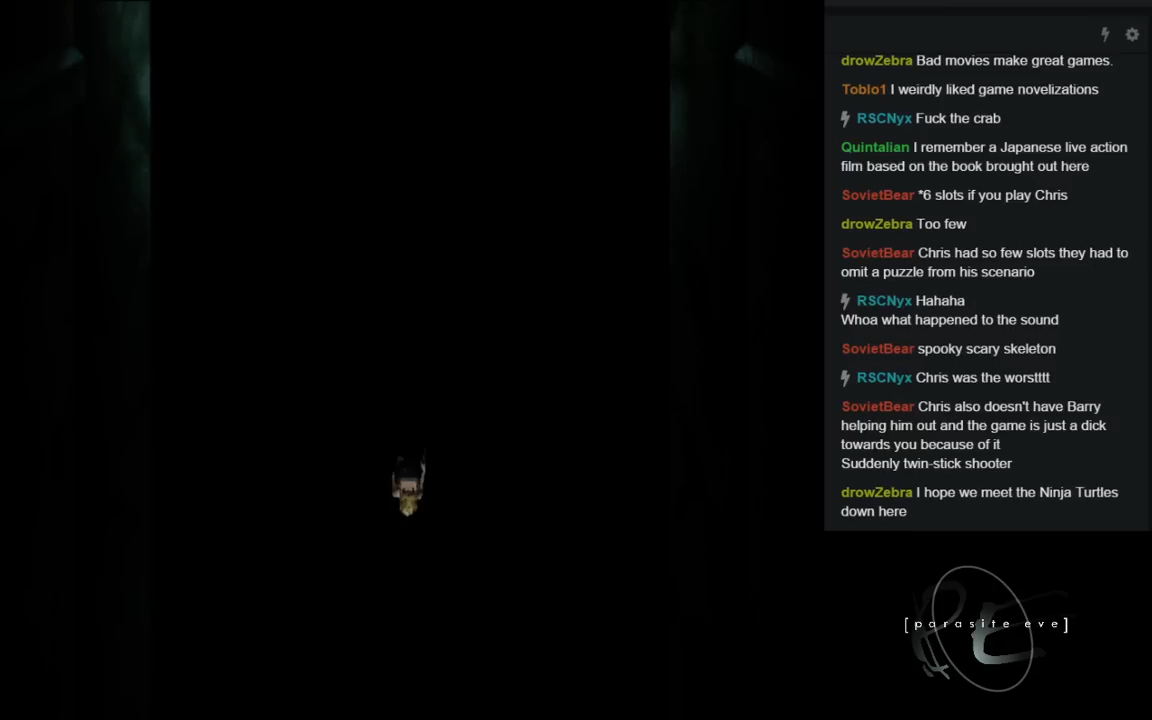 drowZebra Bad movies make great games.
Toblo1 I weirdly liked game novelizations
RSCNyx Fuck the crab
Quintalian I remember a Japanese live action
film based on the book brought out here
SovietBear *6 slots if you play Chris
drowZebra Too few
SovietBear Chris had so few slots they had to
omit a puzzle from his scenario
RSCNyx Hahaha
Whoa what happened to the sound
SovietBear spooky scary skeleton
RSCNyx Chris was the worstttt
SovietBear Chris also doesn't have Barry
helping him out and the game is just a dick
towards you because of it
Suddenly twin-stick shooter
drowZebra I hope we meet the Ninja Turtles
down here
[parasite eve]
PE